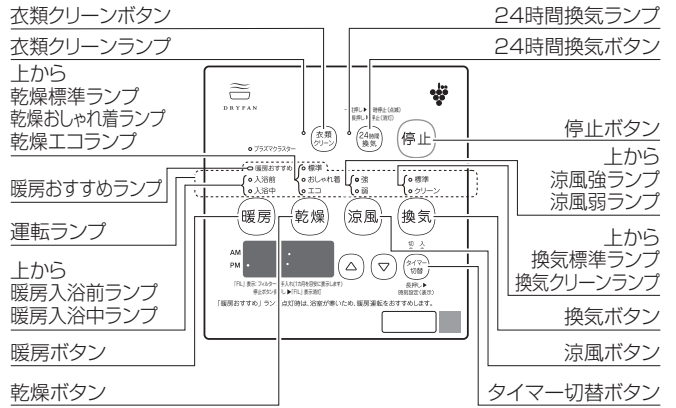 衣類クリーンボタン
衣類クリーンランプ
上から
乾燥標準ランプ
乾燥おしゃれ着ランプ
乾燥エコランプ
暖房おすすめランプ
運転ランプ
上から
暖房入浴前ランプ
暖房入浴中ランプ
暖房ボタン
乾燥ボタン
24時間換気ランプ
24時間換気ボタン
停止ボタン
上から
涼風強ランプ
涼風弱ランプ
上から
換気標準ランプ
換気クリーンランプ
換気ボタン
涼風ボタン
タイマー切替ボタン
DRYFAN
衣類
クリーン
24時間
換気
停止
プラズマクラスター
暖房おすすめ
入浴前
入浴中
標準
おしゃれ着
エコ
強
弱
標準
クリーン
暖房
乾燥
涼風
換気
切 入
AM
PM
タイマー
切替
長押し▶
時刻設定(表示)
「暖房おすすめ」ラン 点灯時は、浴室が寒いため、暖房運転をおすすめします。